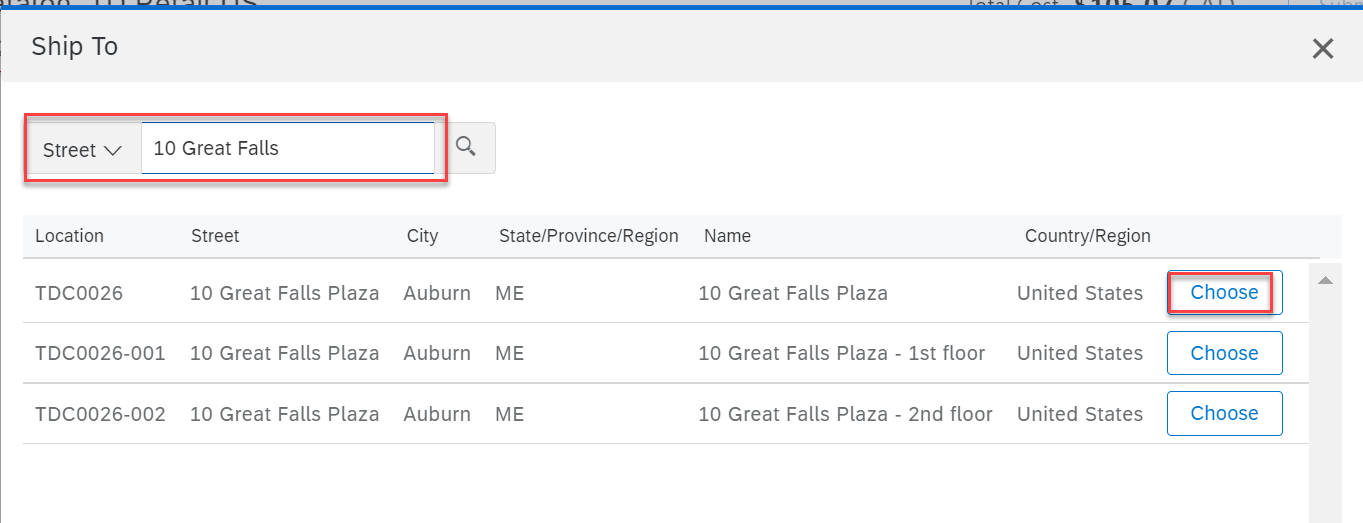 Ship To
Street
10 Great Falls
Location Street City State/Province/Region Name Country/Region
TDC0026 10 Great Falls Plaza Auburn ME 10 Great Falls Plaza United States Choose
TDC0026-001 10 Great Falls Plaza Auburn ME 10 Great Falls Plaza - 1st floor United States Choose
TDC0026-002 10 Great Falls Plaza Auburn ME 10 Great Falls Plaza - 2nd floor United States Choose